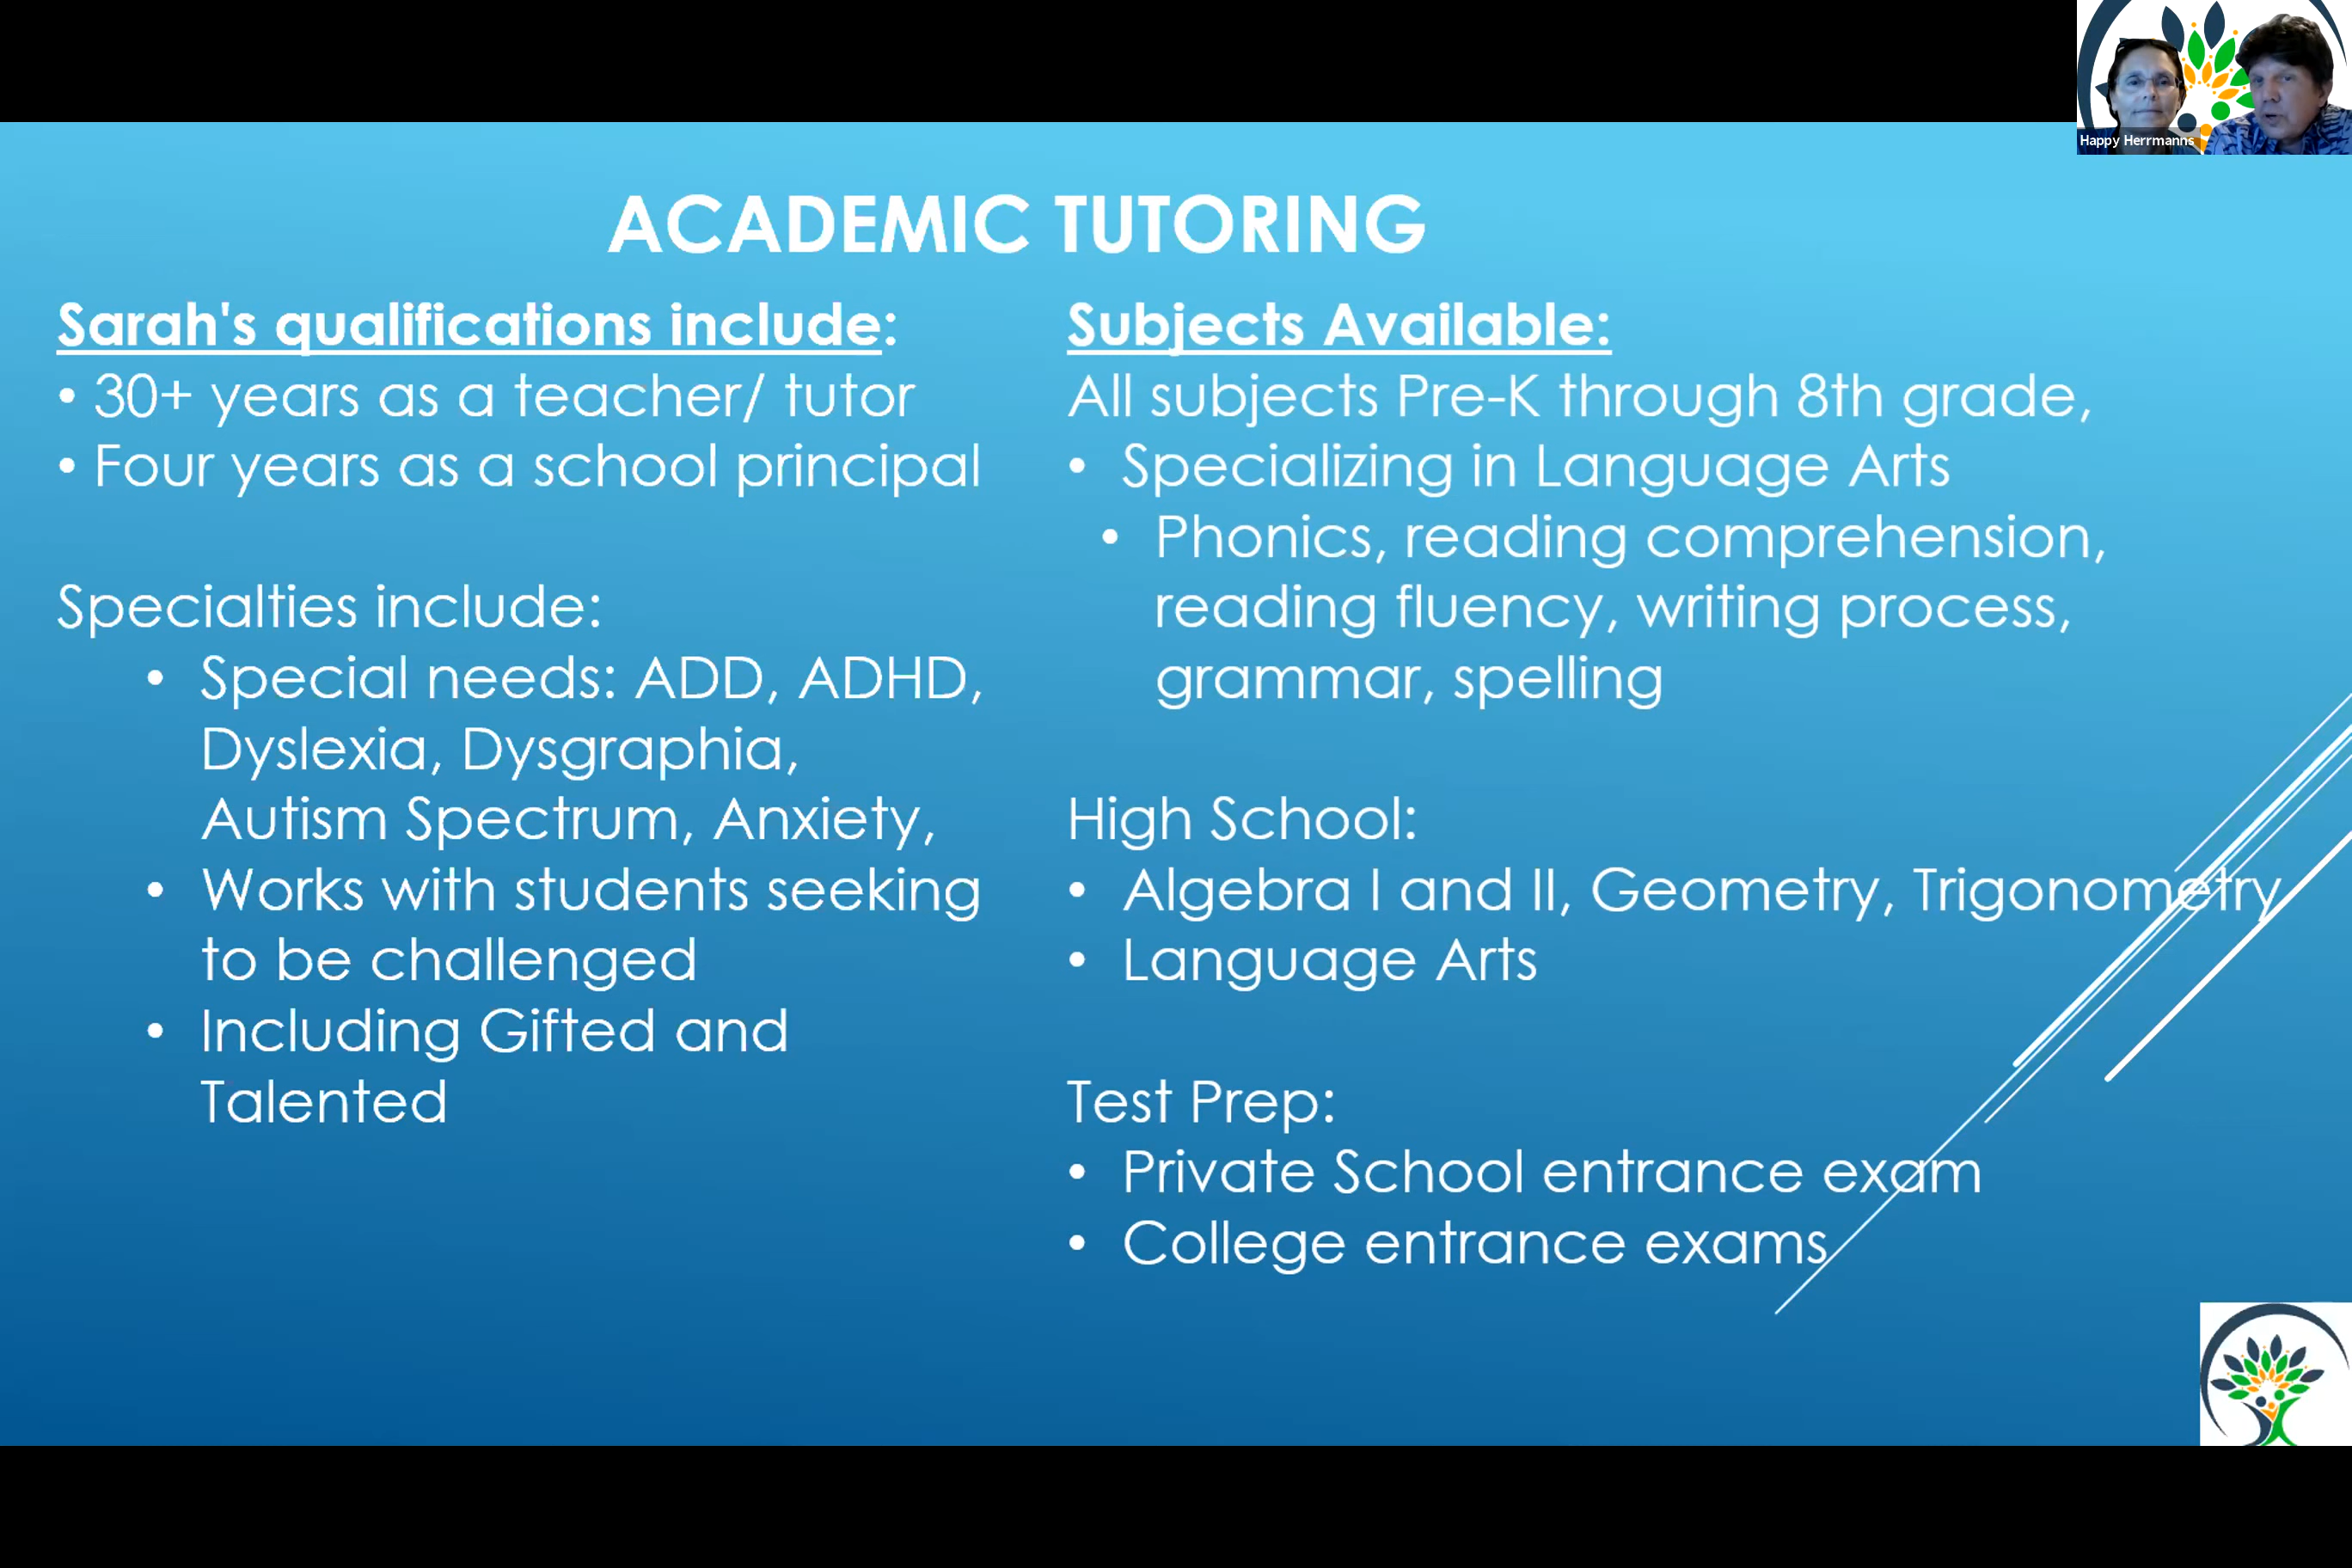 Happy Herrmanns
ACADEMIC TUTORING
Sarah's qualifications include:
• 30+ years as a teacher/ tutor
• Four years as a school principal
Specialties include:
• Special needs: ADD, ADHD,
Dyslexia, Dysgraphia,
Autism Spectrum, Anxiety,
• Works with students seeking
to be challenged
• Including Gifted and
Talented
Subjects Available:
All subjects Pre-K through 8th grade,
• Specializing in Language Arts
• Phonics, reading comprehension,
reading fluency, writing process,
grammar, spelling
High School:
• Algebra I and II, Geometry, Trigonometry
• Language Arts
Test Prep:
• Private School entrance exam
• College entrance exams